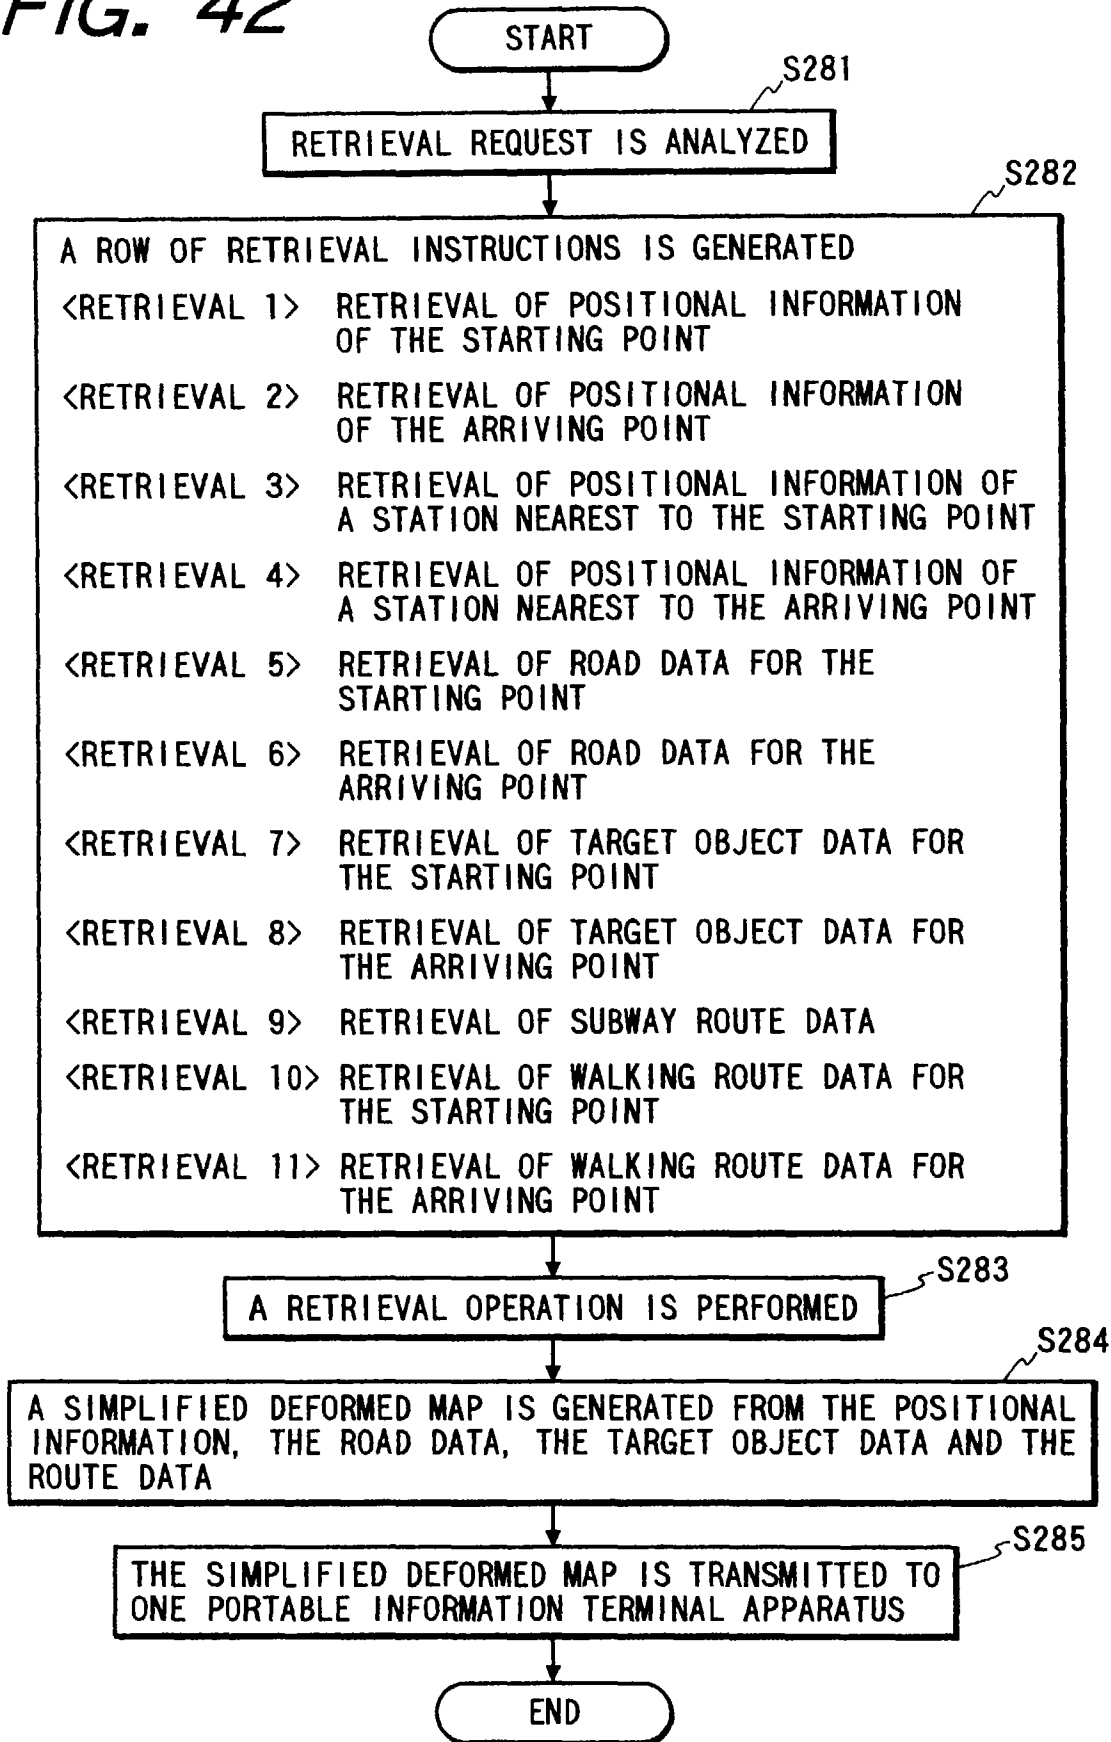 FIG. 42
START
S281
RETRIEVAL REQUEST IS ANALYZED
S282
A ROW OF RETRIEVAL INSTRUCTIONS IS GENERATED
<RETRIEVAL 1> RETRIEVAL OF POSITIONAL INFORMATION
OF THE STARTING POINT
<RETRIEVAL 2> RETRIEVAL OF POSITIONAL INFORMATION
OF THE ARRIVING POINT
<RETRIEVAL 3> RETRIEVAL OF POSITIONAL INFORMATION OF
A STATION NEAREST TO THE STARTING POINT
<RETRIEVAL 4> RETRIEVAL OF POSITIONAL INFORMATION OF
A STATION NEAREST TO THE ARRIVING POINT
<RETRIEVAL 5> RETRIEVAL OF ROAD DATA FOR THE
STARTING POINT
<RETRIEVAL 6> RETRIEVAL OF ROAD DATA FOR THE
ARRIVING POINT
<RETRIEVAL 7> RETRIEVAL OF TARGET OBJECT DATA FOR
THE STARTING POINT
<RETRIEVAL 8> RETRIEVAL OF TARGET OBJECT DATA FOR
THE ARRIVING POINT
<RETRIEVAL 9> RETRIEVAL OF SUBWAY ROUTE DATA
<RETRIEVAL 10> RETRIEVAL OF WALKING ROUTE DATA FOR
THE STARTING POINT
<RETRIEVAL 11> RETRIEVAL OF WALKING ROUTE DATA FOR
THE ARRIVING POINT
S283
A RETRIEVAL OPERATION IS PERFORMED
S284
A SIMPLIFIED DEFORMED MAP IS GENERATED FROM THE POSITIONAL
INFORMATION, THE ROAD DATA, THE TARGET OBJECT DATA AND THE
ROUTE DATA
S285
THE SIMPLIFIED DEFORMED MAP IS TRANSMITTED TO
ONE PORTABLE INFORMATION TERMINAL APPARATUS
END